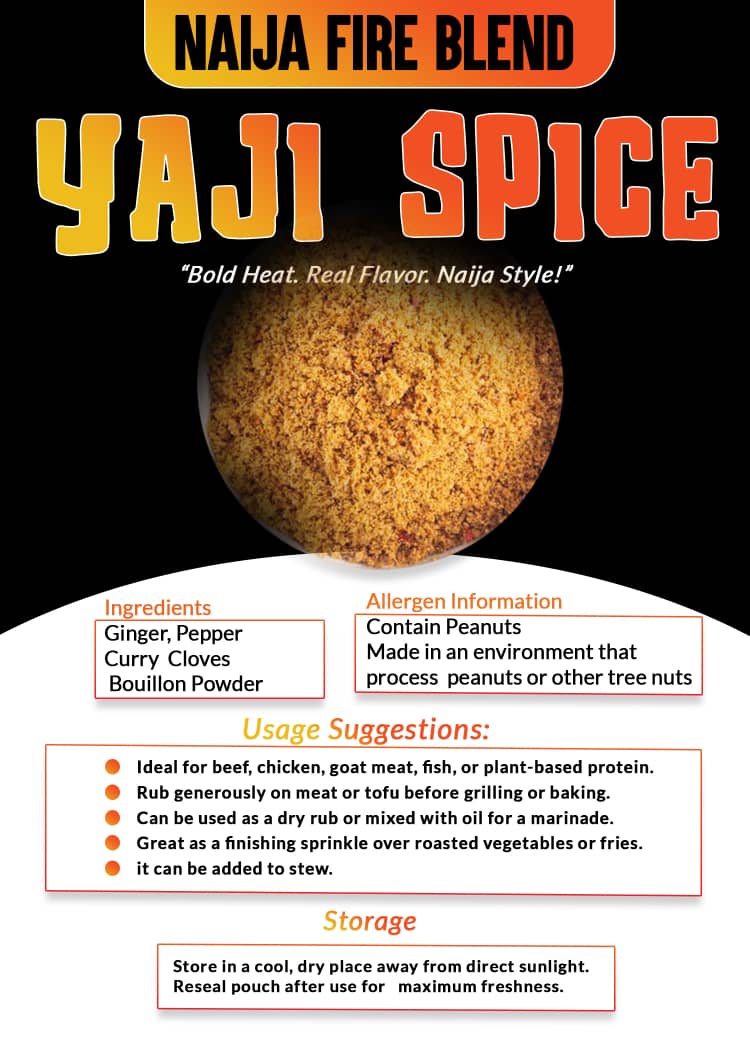 NAIJA FIRE BLEND
YAJI SPICE
“Bold Heat. Real Flavor. Naija Style!”
Ingredients
Ginger, Pepper
Curry Cloves
Bouillon Powder
Allergen Information
Contain Peanuts
Made in an environment that
process peanuts or other tree nuts
Usage Suggestions:
Ideal for beef, chicken, goat meat, fish, or plant-based protein.
Rub generously on meat or tofu before grilling or baking.
Can be used as a dry rub or mixed with oil for a marinade.
Great as a finishing sprinkle over roasted vegetables or fries.
it can be added to stew.
Storage
Store in a cool, dry place away from direct sunlight.
Reseal pouch after use for maximum freshness.